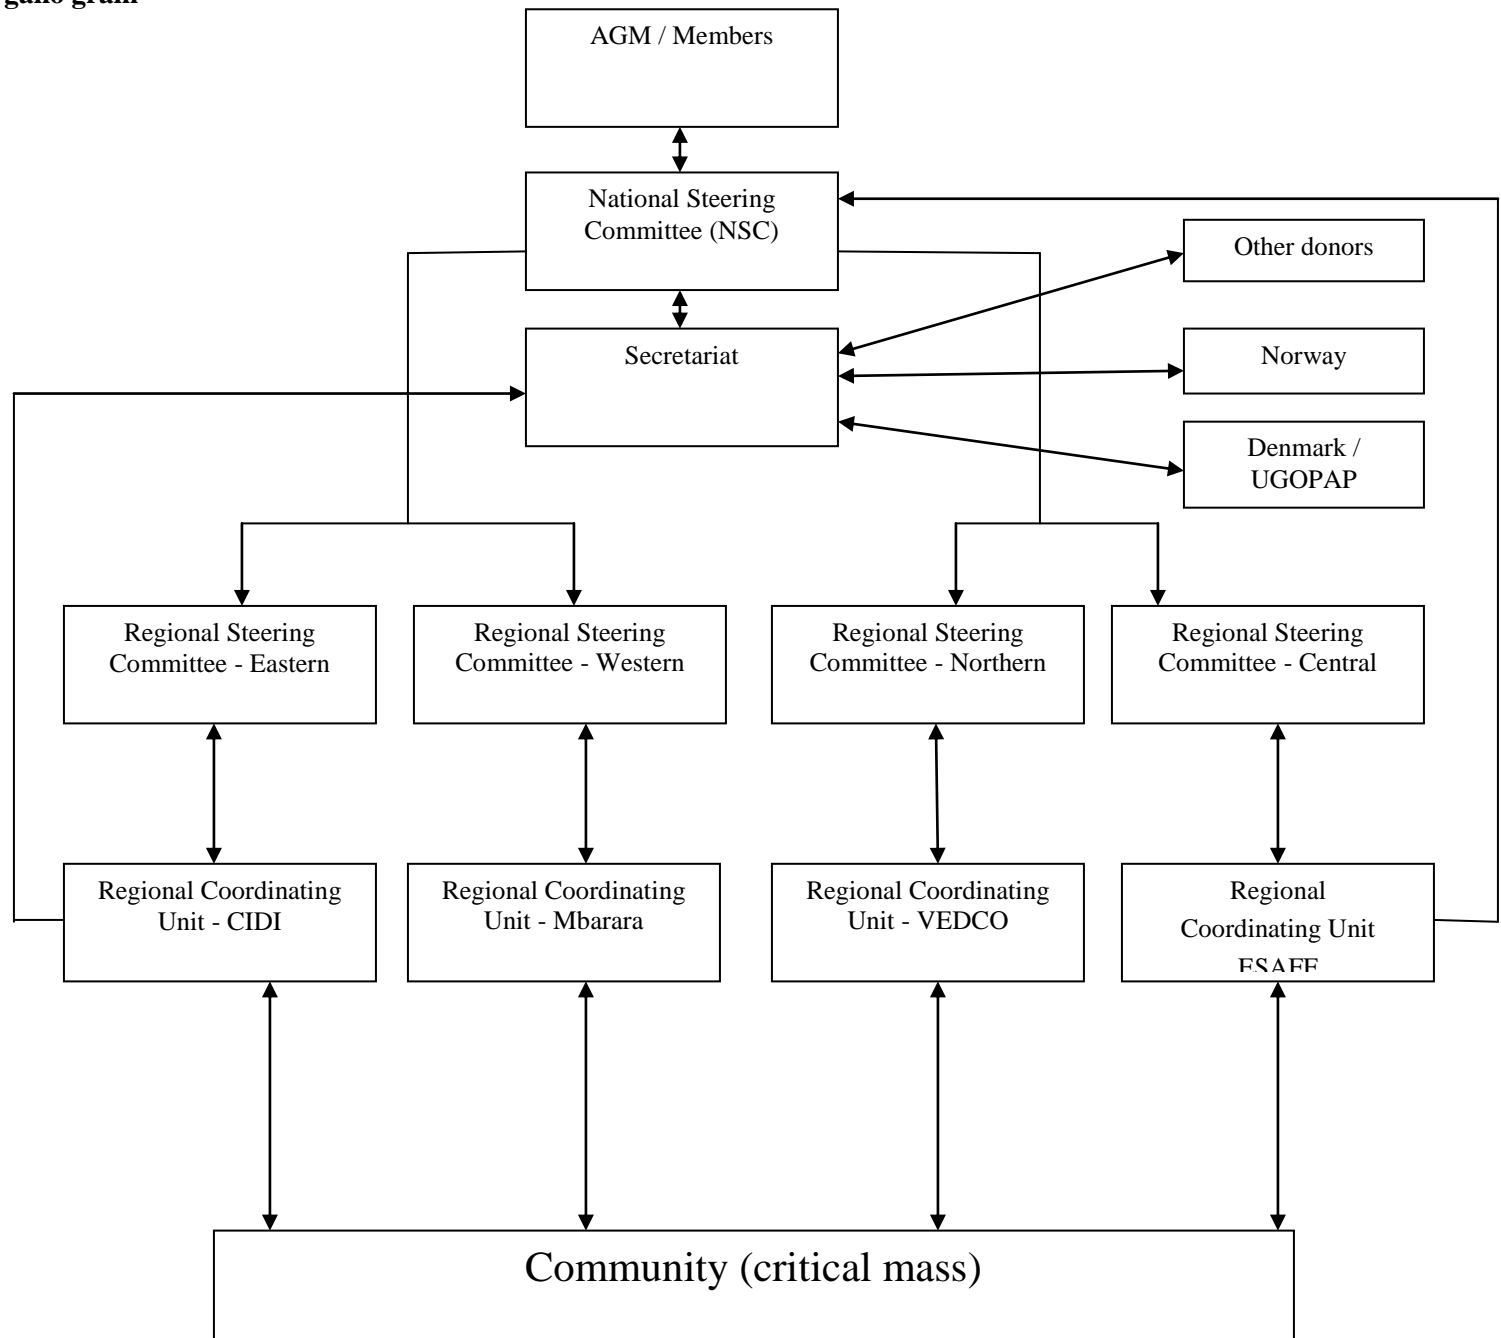 AGM / Members
National Steering
Committee (NSC)
Other donors
Secretariat
Norway
Denmark /
UGOPAP
Regional Steering
Committee - Eastern
Regional Steering
Committee - Western
Regional Steering
Committee - Northern
Regional Steering
Committee - Central
Regional Coordinating
Unit - CIDI
Regional Coordinating
Unit - Mbarara
Regional Coordinating
Unit - VEDCO
Regional
Coordinating Unit
Community (critical mass)